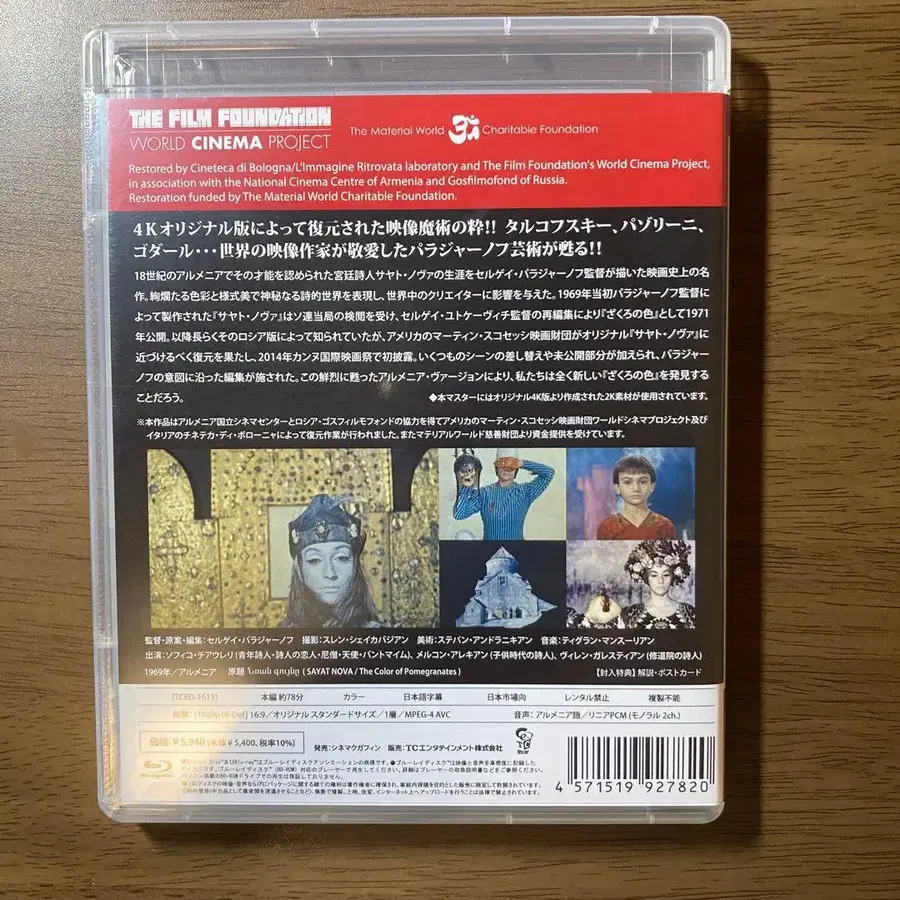 THE FILM FOUNDATION
WORLD CINEMA PROJECT
The Material World Charitable Foundation
Restored by Cineteca di Bologna/L'Immagine Ritrovata laboratory and The Film Foundation's World Cinema Project,
in association with the National Cinema Centre of Armenia and Gosfilmofond of Russia.
Restoration funded by The Material World Charitable Foundation.
4Kオリジナル版によって復元された映像魔術の粋!! タルコフスキー、パゾリーニ、
ゴダール・・・世界の映像作家が敬愛したパラジャーノフ芸術が甦る!!
18世紀のアルメニアでその才能を認められた宮廷詩人サヤト・ノヴァの生涯をセルゲイ・パラジャーノフ監督が描いた映画史上の名
作。絢爛たる色彩と様式美で神秘なる詩的世界を表現し、世界中のクリエイターに影響を与えた。1969年当初パラジャーノフ監督に
よって製作された『サヤト・ノヴァ』はソ連当局の検閲を受け、セルゲイ・ユトケーヴィチ監督の再編集により『ざくろの色』として1971
年公開。以降長らくそのロシア版によって知られていたが、アメリカのマーティン・スコセッシ映画財団がオリジナル『サヤト・ノヴァ』に
近づけるべく復元を果たし、2014年カンヌ国際映画祭で初披露。いくつものシーンの差し替えや未公開部分が加えられ、パラジャー
ノフの意図に沿った編集が施された。この鮮烈に甦ったアルメニア・ヴァージョンにより、私たちは全く新しい『ざくろの色』を発見する
ことだろう。
◆本マスターにはオリジナル4K版より作成された2K素材が使用されています。
※本作品はアルメニア国立シネマセンターとロシア・ゴスフィルモフォンドの協力を得てアメリカのマーティン・スコセッシ映画財団ワールドシネマプロジェクト及び
イタリアのチネテカ・ディ・ボローニャによって復元作業が行われました。またマテリアルワールド慈善財団より資金提供を受けています。
監督・原案・編集：セルゲイ・パラジャーノフ 撮影：スレン・シェイカバジアン 美術：ステパン・アンドラニキアン 音楽：ティグラン・マンスーリアン
出演：ソフィコ・チアウレリ（青年詩人・詩人の恋人・尼僧・天使・パントマイム）、メルコン・アレキアン（子供時代の詩人）、ヴィレン・ガレスティアン（修道院の詩人）
1969年／アルメニア 原題 Նռան գույնը ( SAYAT NOVA / The Color of Pomegranates ) 【封入特典】解説・ポストカード
[TCBD-1613] 本編 約78分 カラー 日本語字幕 日本市場向 レンタル禁止 複製不能
映像：[1080p Hi-Def] 16:9／オリジナル スタンダードサイズ／1層／MPEG-4 AVC 音声：アルメニア語／リニアPCM（モノラル 2ch.）
価格 ￥5,940（本体 ￥5,400、税率10%） 発売：シネマクガフィン 販売：TCエンタテインメント株式会社
4 571519 927820